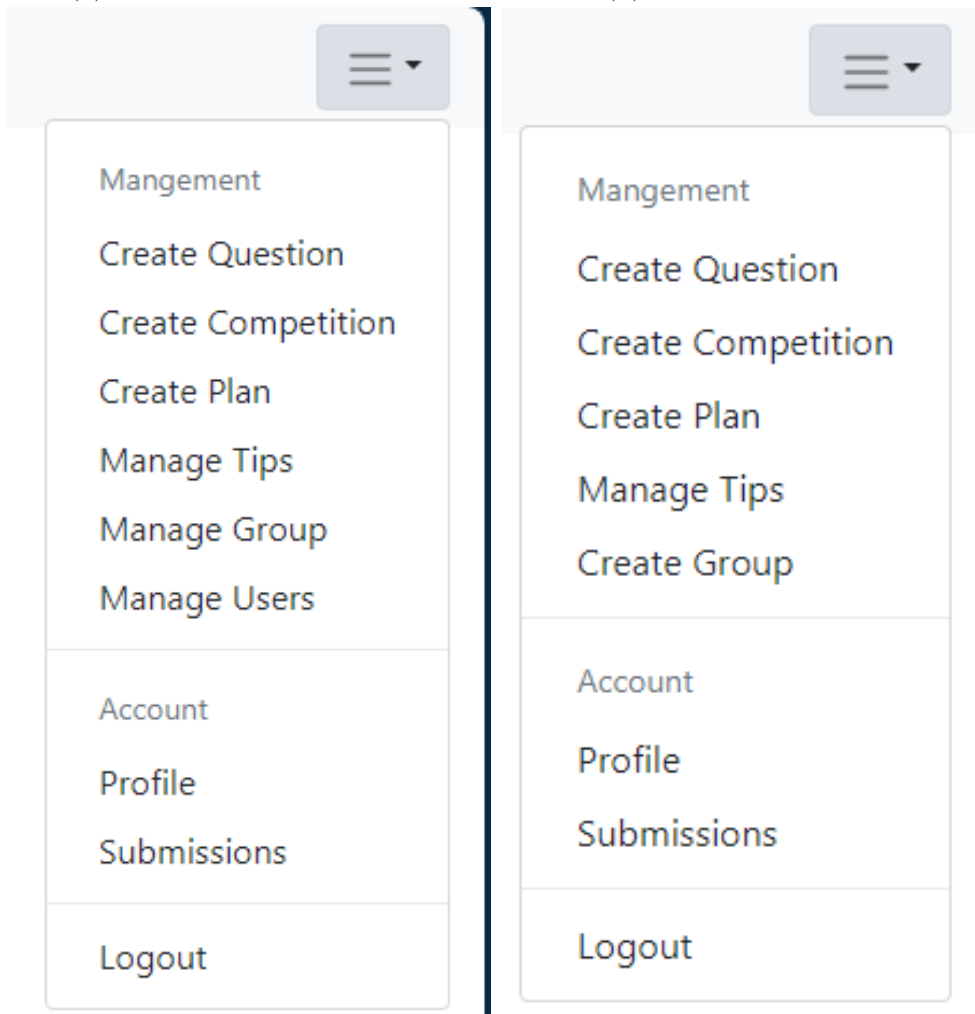 Mangement
Create Question
Create Competition
Create Plan
Manage Tips
Manage Group
Manage Users
Account
Profile
Submissions
Logout
Mangement
Create Question
Create Competition
Create Plan
Manage Tips
Create Group
Account
Profile
Submissions
Logout